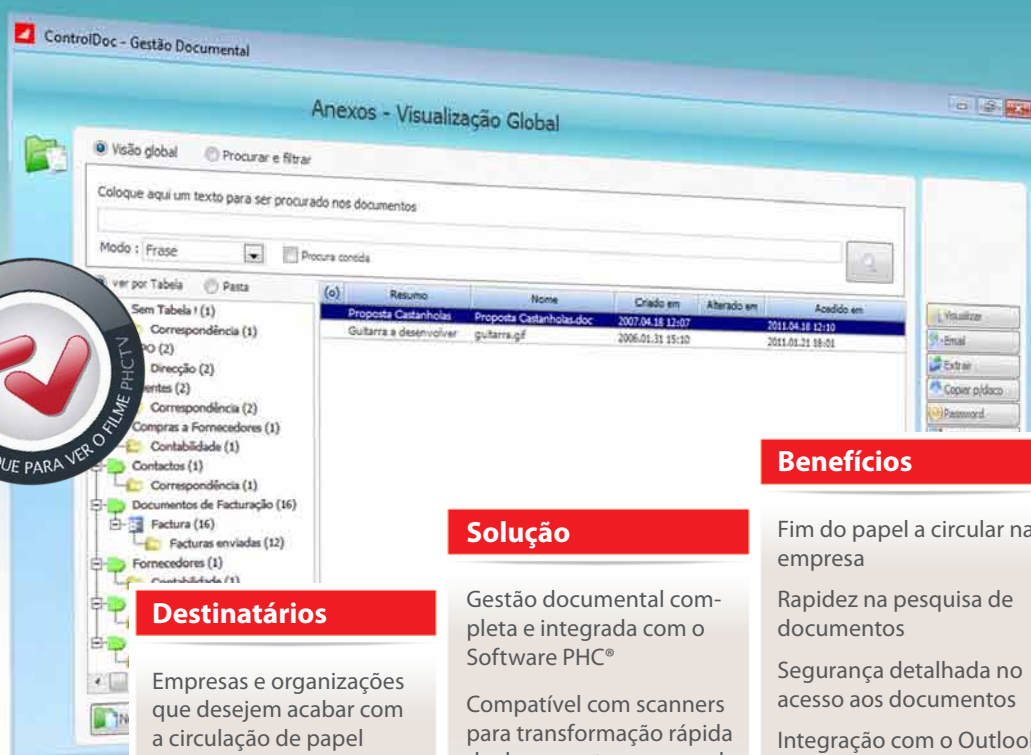 ControlDoc - Gestão Documental
Anexos - Visualização Global
Visão global
Procurar e filtrar
Coloque aqui um texto para ser procurado nos documentos
Modo : Frase
Procura contida
ver por Tabela
Pasta
Sem Tabela ! (1)
Correspondência (1)
(2)
Direcção (2)
(2)
Correspondência (2)
Compras a Fornecedores (1)
Contabilidade (1)
Contactos (1)
Correspondência (1)
Documentos de Facturação (16)
Factura (16)
Facturas enviadas (12)
Fornecedores (1)
Contabilidade (1)
(o) Resumo Nome Criado em Alterado em Acedido em
Proposta Castanholas Proposta Castanholas.doc 2007.04.18 12:07 2011.04.18 12:10
Guitarra a desenvolver guitarra.gif 2006.01.31 15:10 2011.01.21 18:01
Visualizar
Email
Extrair
Copiar p/doco
Password
PARA VER O FILME PHCTV
Destinatários
Empresas e organizações
que desejem acabar com
a circulação de papel
Solução
Gestão documental com-
pleta e integrada com o
Software PHC®
Compatível com scanners
para transformação rápida
Benefícios
Fim do papel a circular na
empresa
Rapidez na pesquisa de
documentos
Segurança detalhada no
acesso aos documentos
Integração com o Outloo